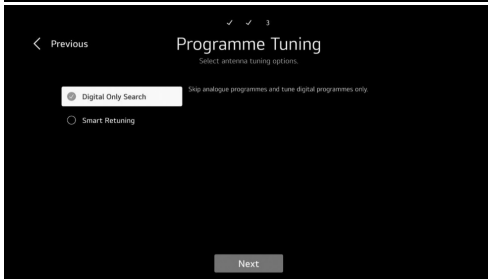 ✓ ✓ 3
Previous
Programme Tuning
Select antenna tuning options.
Digital Only Search
Skip analogue programmes and tune digital programmes only.
Smart Retuning
Next